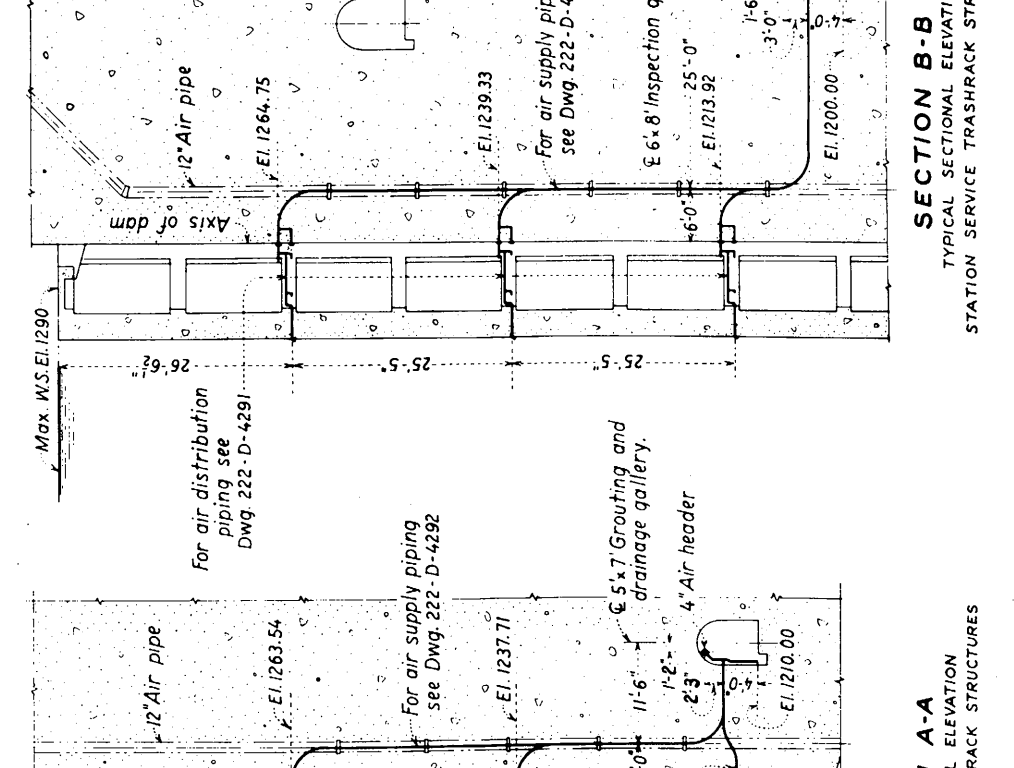 Max. W.S. El. 1290
26'-6½"
25'-5"
25'-5"
Axis of dam
12" Air pipe
El. 1264.75
El. 1239.33
For air supply pip
see Dwg. 222-D-4
℄ 6'x8' Inspection g
25'-0"
El. 1213.92
6'-0"
1'-6
3'-0"
4'-0"
El. 1200.00
For air distribution
piping see
Dwg. 222-D-4291
SECTION B-B
TYPICAL SECTIONAL ELEVATI
STATION SERVICE TRASHRACK STR
12" Air pipe
El. 1263.54
For air supply piping
see Dwg. 222-D-4292
El. 1237.71
℄ 5'x7' Grouting and
drainage gallery.
4" Air header
11'-6"
1'-2"
2'-3"
4'-0"
El. 1210.00
A-A
ELEVATION
RACK STRUCTURES